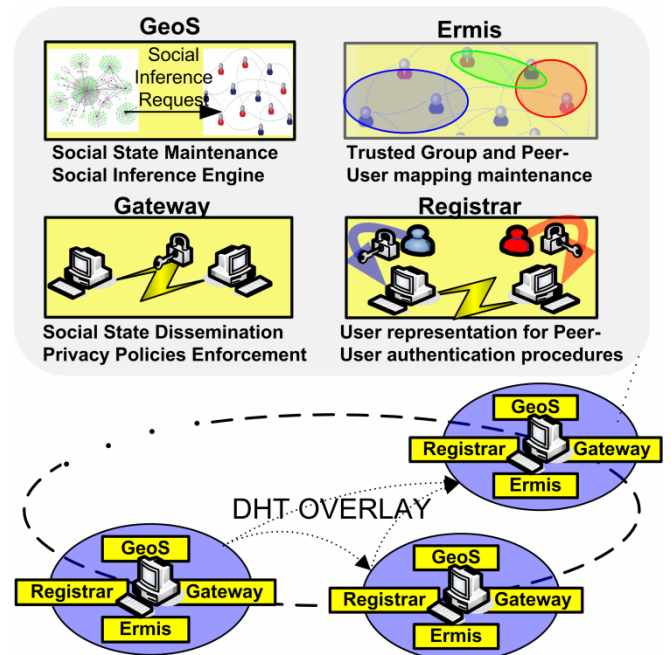 GeoS
Ermis
Social
Inference
Reques
Social State Maintenance
Social Inference Engine
Trusted Group and Peer-
User mapping maintenance
Gateway
Registrar
Social State Dissemination
Privacy Policies Enforcement
User representation for Peer-
User authentication procedures
GeoS
Registrar
Gateway
Ermis
DHT OVERLAY
GeoS
Registrar
Gateway
Ermis
GeoS
Registrar
Gateway
Ermis